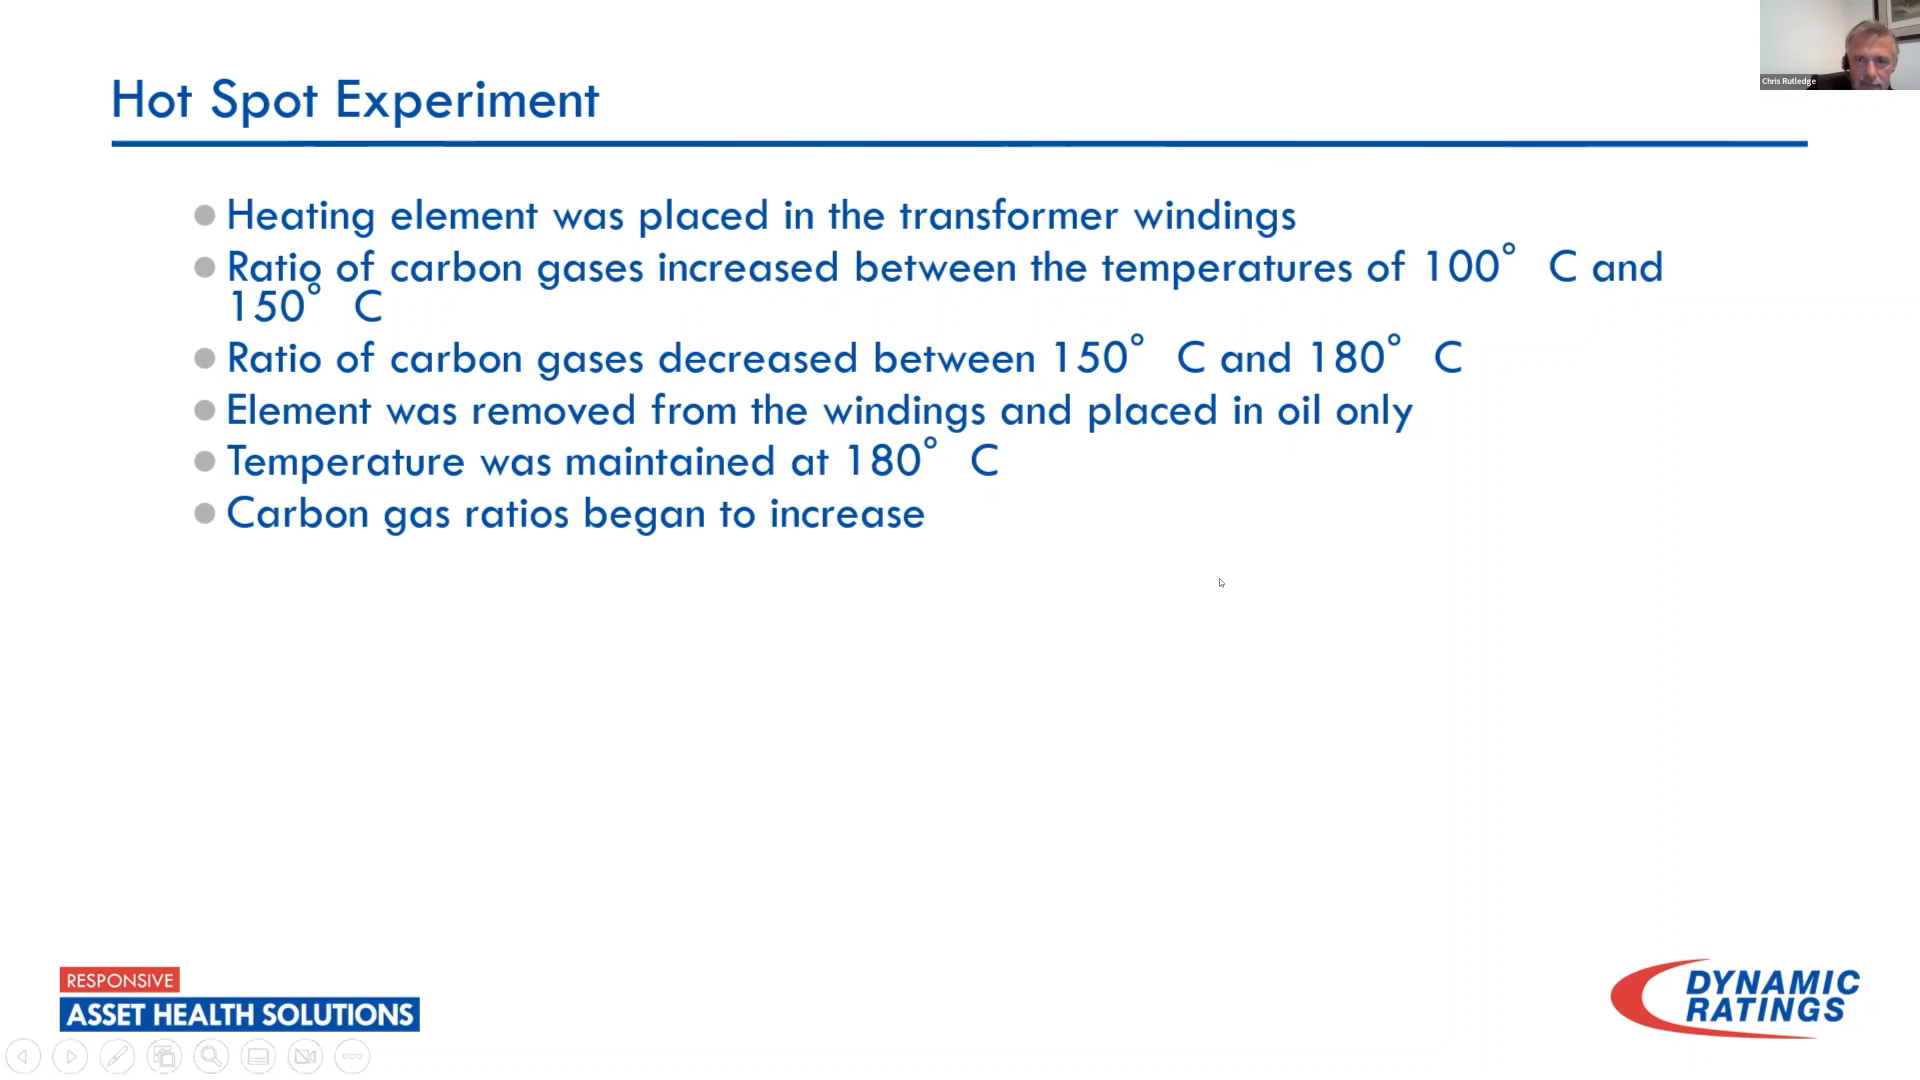 Chris Rutledge
Hot Spot Experiment
Heating element was placed in the transformer windings
Ratio of carbon gases increased between the temperatures of 100° C and
150° C
Ratio of carbon gases decreased between 150° C and 180° C
Element was removed from the windings and placed in oil only
Temperature was maintained at 180° C
Carbon gas ratios began to increase
RESPONSIVE
ASSET HEALTH SOLUTIONS
DYNAMIC
RATINGS